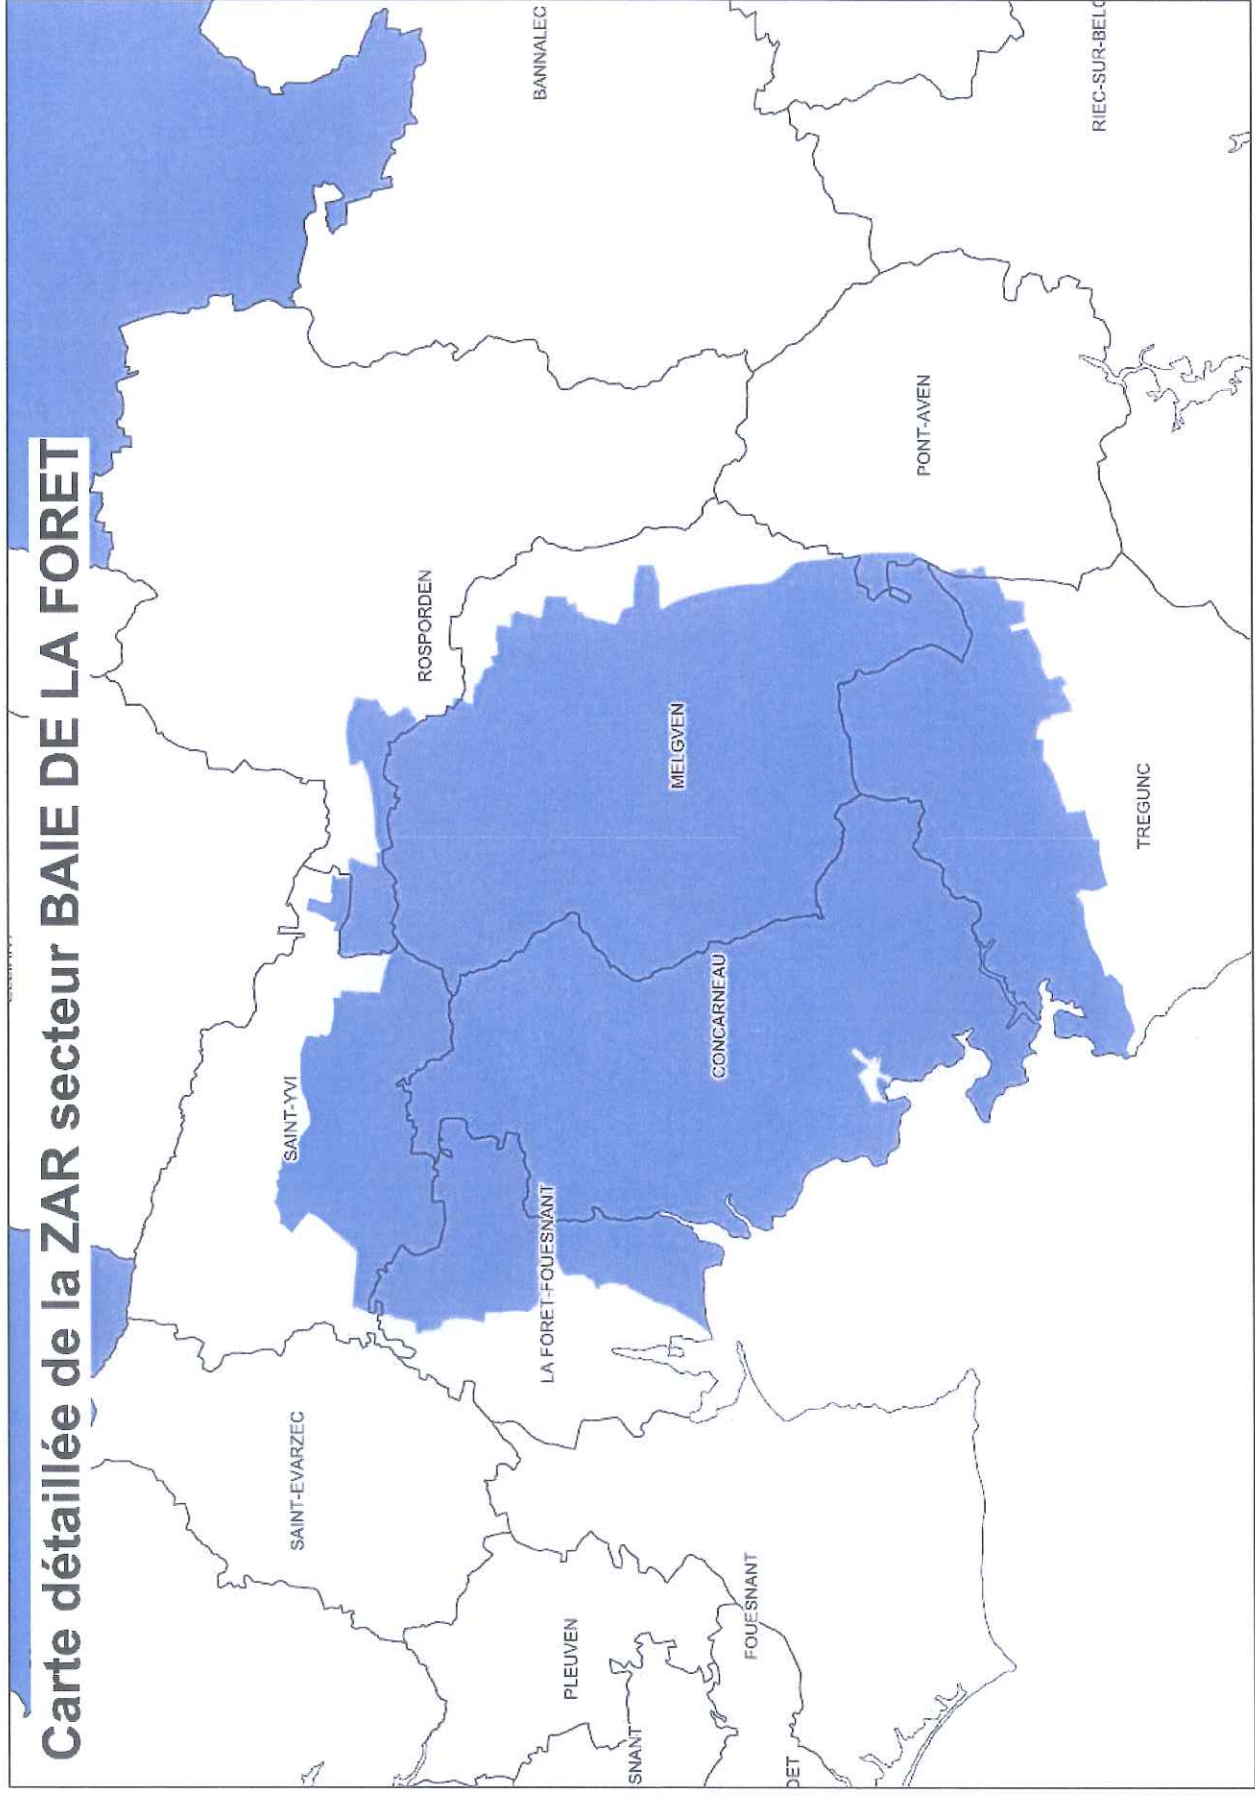 Carte détaillée de la ZAR secteur BAIE DE LA FORET
BANNALEC
ROSPORDEN
SAINT-YVI
SAINT-EVARZEC
RIEC-SUR-BELO
PONT-AVEN
MELGVEN
CONCARNEAU
LA FORET-FOUESNANT
PLEUVEN
SNANT
FOUESNANT
DET
TREGUNC